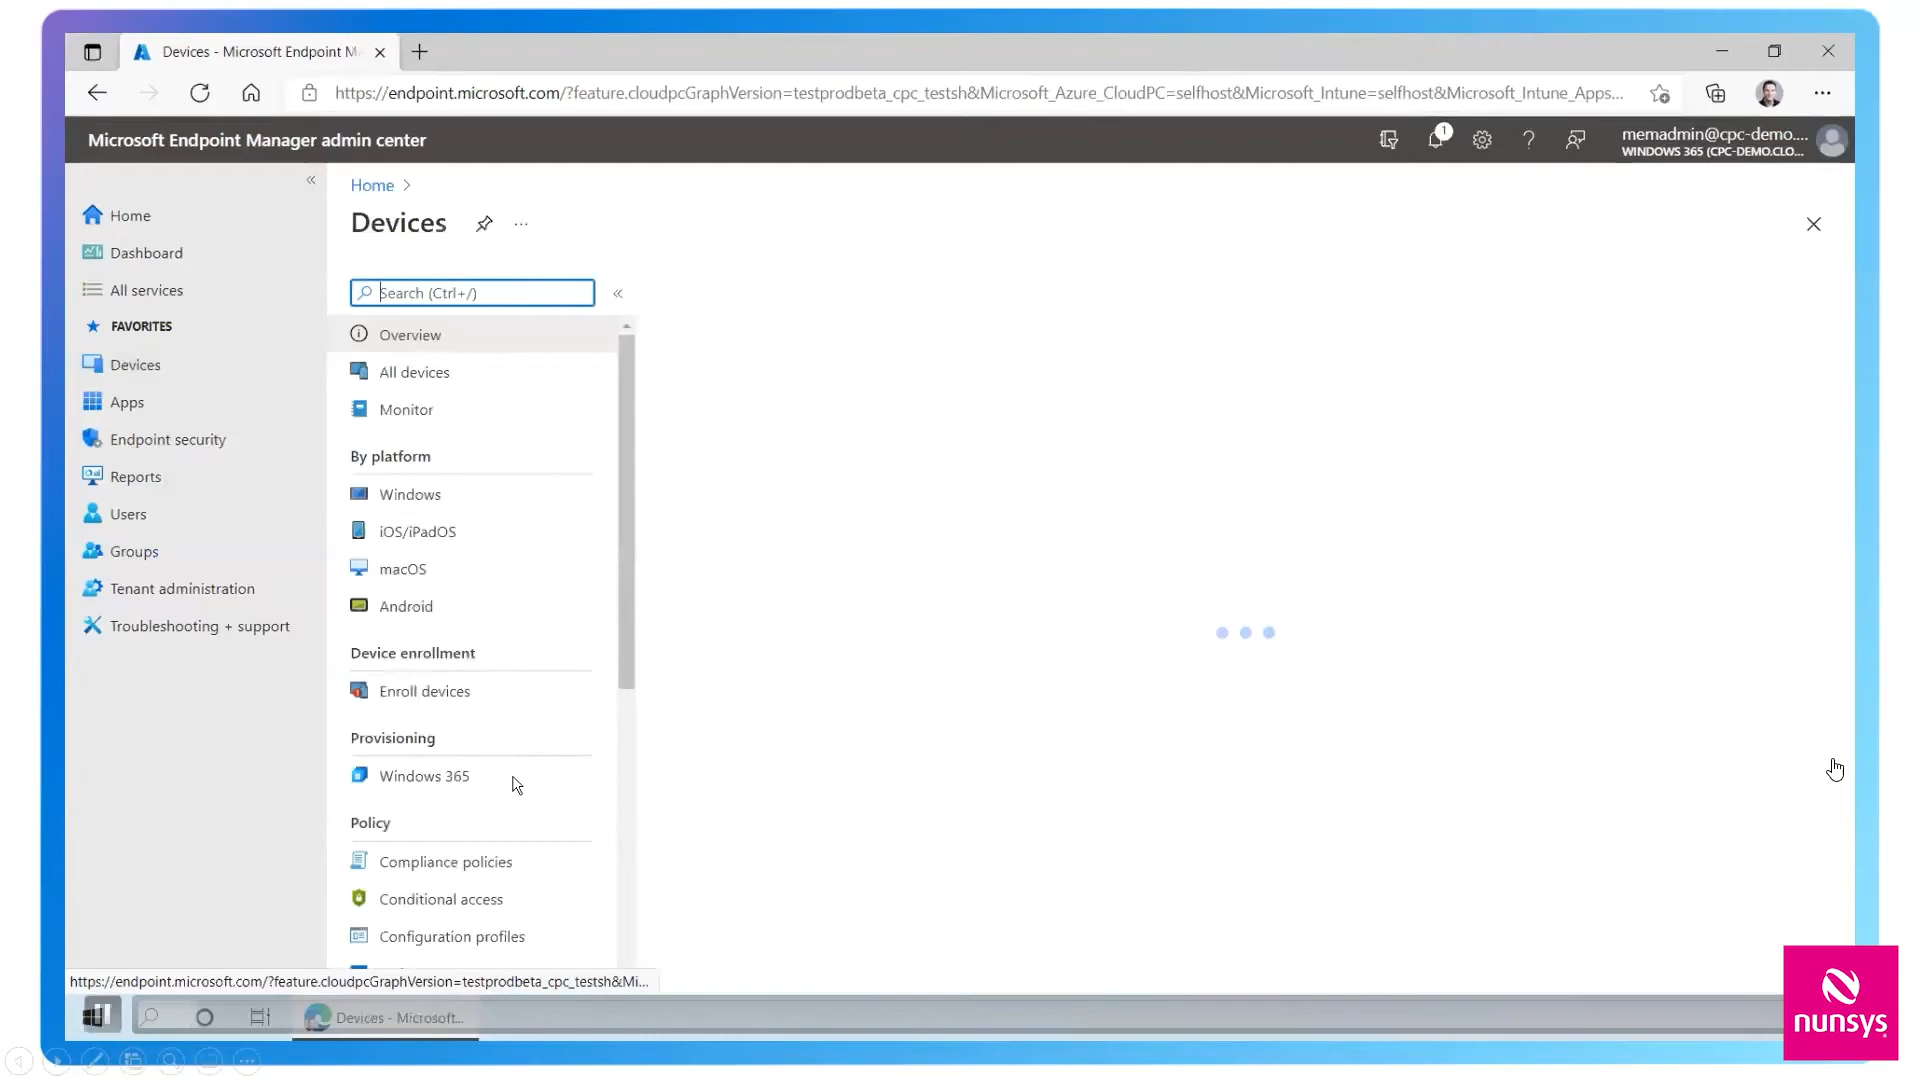 Devices - Microsoft Endpoint M
https://endpoint.microsoft.com/?feature.cloudpcGraphVersion=testprodbeta_cpc_testsh&Microsoft_Azure_CloudPC=selfhost&Microsoft_Intune=selfhost&Microsoft_Intune_Apps...
Microsoft Endpoint Manager admin center
1
memadmin@cpc-demo....
WINDOWS 365 (CPC-DEMO.CLO...
Home
Dashboard
All services
FAVORITES
Devices
Apps
Endpoint security
Reports
Users
Groups
Tenant administration
Troubleshooting + support
Home
Devices
Search (Ctrl+/)
Overview
All devices
Monitor
By platform
Windows
iOS/iPadOS
macOS
Android
Device enrollment
Enroll devices
Provisioning
Windows 365
Policy
Compliance policies
Conditional access
Configuration profiles
https://endpoint.microsoft.com/?feature.cloudpcGraphVersion=testprodbeta_cpc_testsh&Mi...
Devices - Microsoft...
nunsys